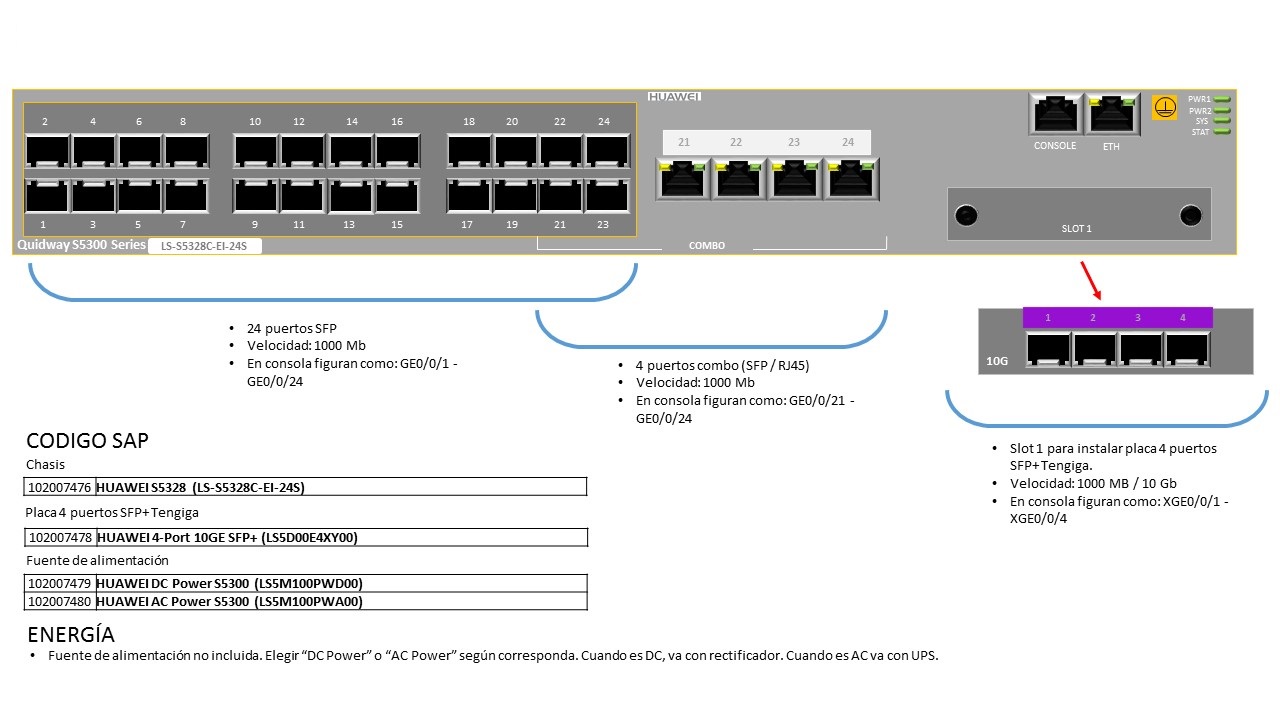 HUAWEI
2 4 6 8 10 12 14 16 18 20 22 24
1 3 5 7 9 11 13 15 17 19 21 23
21 22 23 24
CONSOLE ETH
PWR1
PWR2
SYS
STAT
SLOT 1
Quidway S5300 Series LS-S5328C-EI-24S
COMBO
1 2 3 4
10G
• 24 puertos SFP
• Velocidad: 1000 Mb
• En consola figuran como: GE0/0/1 -
GE0/0/24
• 4 puertos combo (SFP / RJ45)
• Velocidad: 1000 Mb
• En consola figuran como: GE0/0/21 -
GE0/0/24
• Slot 1 para instalar placa 4 puertos
SFP+ Tengiga.
• Velocidad: 1000 MB / 10 Gb
• En consola figuran como: XGE0/0/1 -
XGE0/0/4
CODIGO SAP
Chasis
102007476 HUAWEI S5328 (LS-S5328C-EI-24S)
Placa 4 puertos SFP+ Tengiga
102007478 HUAWEI 4-Port 10GE SFP+ (LS5D00E4XY00)
Fuente de alimentación
102007479 HUAWEI DC Power S5300 (LS5M100PWD00)
102007480 HUAWEI AC Power S5300 (LS5M100PWA00)
ENERGÍA
• Fuente de alimentación no incluida. Elegir “DC Power” o “AC Power” según corresponda. Cuando es DC, va con rectificador. Cuando es AC va con UPS.